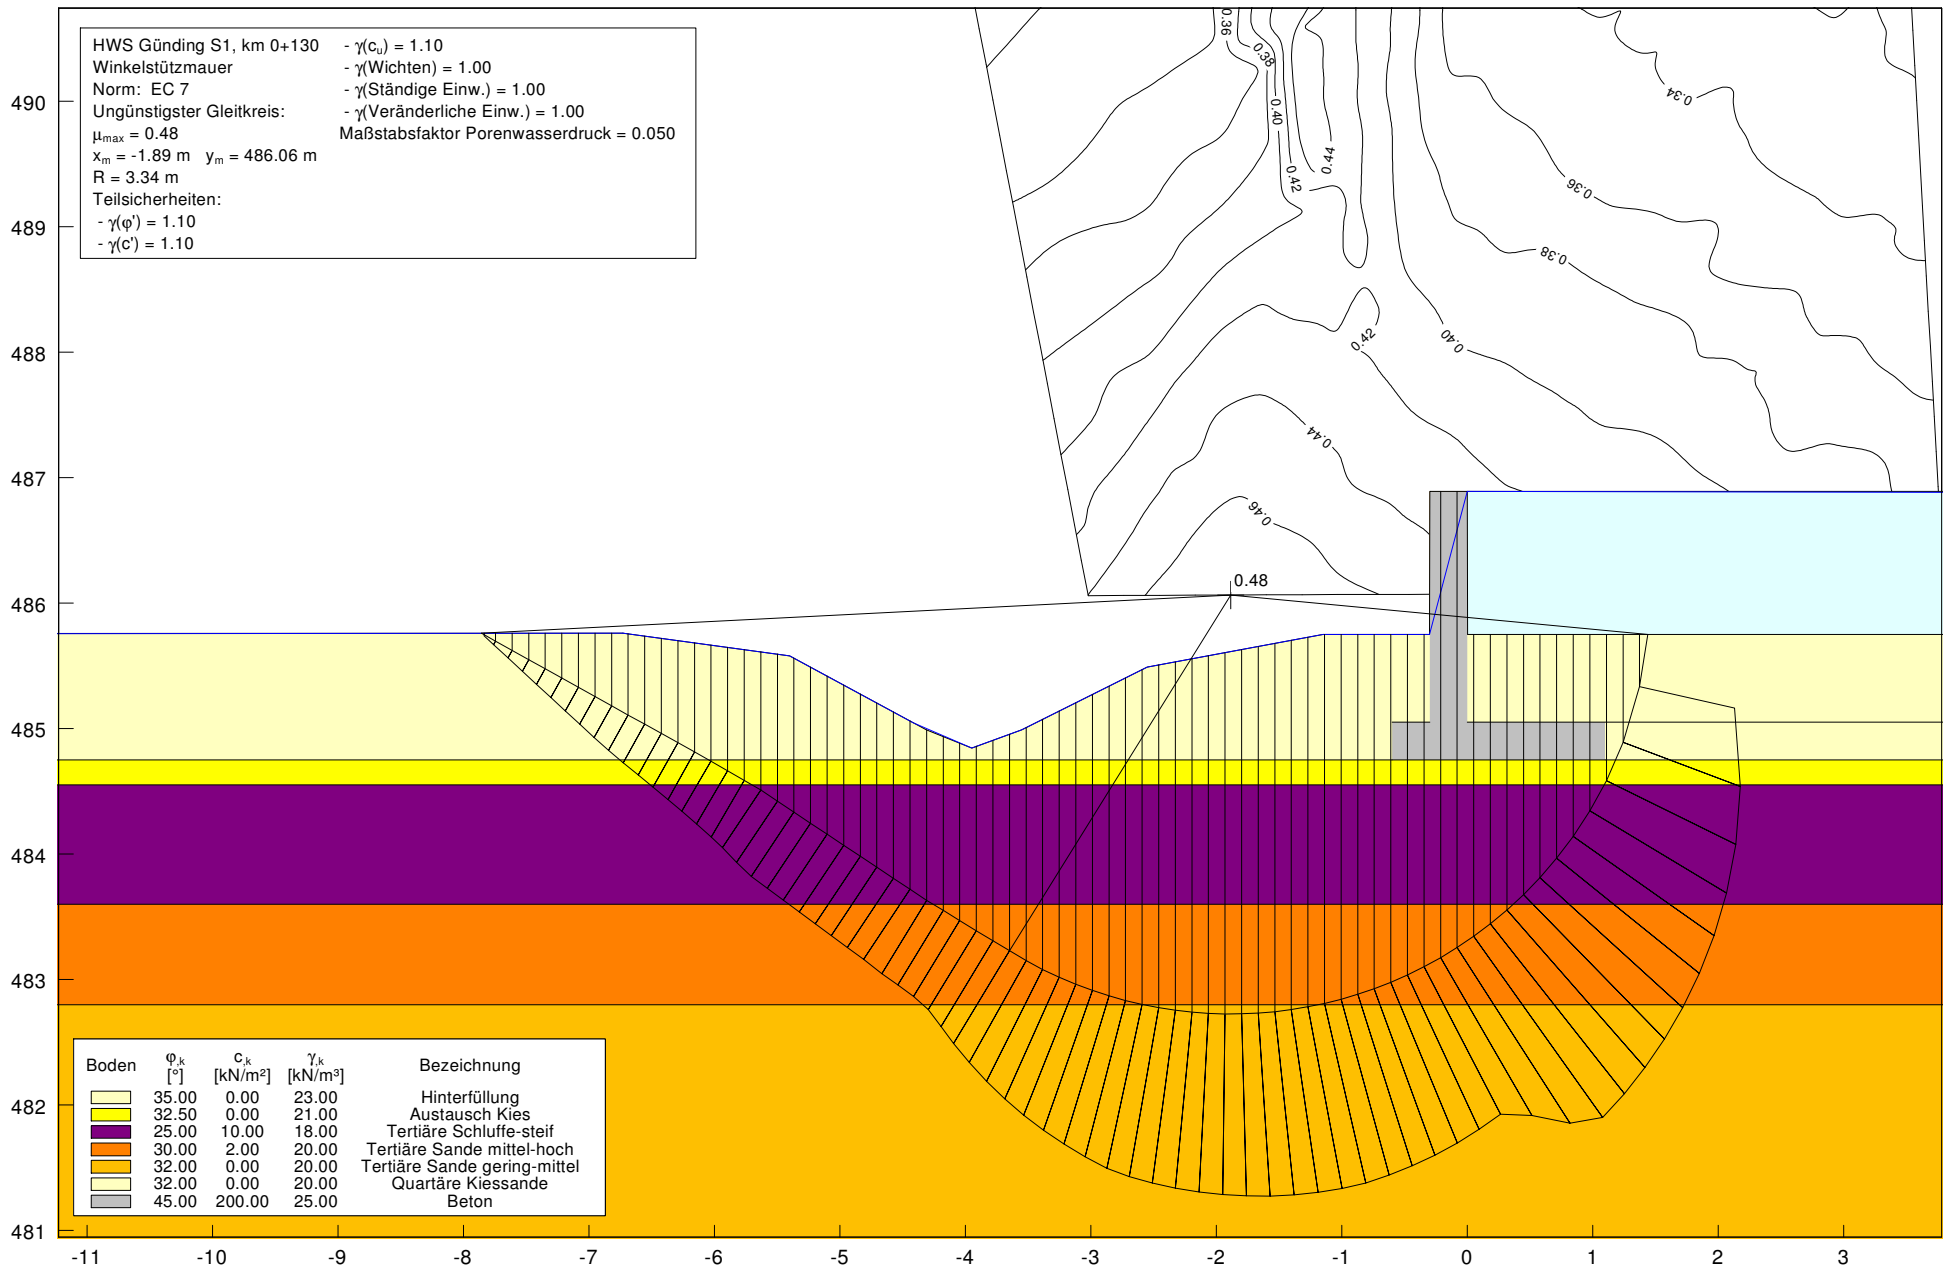 HWS Günding S1, km 0+130
Winkelstützmauer
Norm: EC 7
Ungünstigster Gleitkreis:
μmax = 0.48
xm = -1.89 m ym = 486.06 m
R = 3.34 m
Teilsicherheiten:
- γ(φ') = 1.10
- γ(c') = 1.10
- γ(cu) = 1.10
- γ(Wichten) = 1.00
- γ(Ständige Einw.) = 1.00
- γ(Veränderliche Einw.) = 1.00
Maßstabsfaktor Porenwasserdruck = 0.050
0.36
0.38
0.40
0.42
0.44
0.34
0.36
0.38
0.40
0.42
0.44
0.46
0.48
490
489
488
487
486
485
484
483
482
481
Boden φ,k [°] c,k [kN/m²] γ,k [kN/m³] Bezeichnung
35.00 0.00 23.00 Hinterfüllung
32.50 0.00 21.00 Austausch Kies
25.00 10.00 18.00 Tertiäre Schluffe-steif
30.00 2.00 20.00 Tertiäre Sande mittel-hoch
32.00 0.00 20.00 Tertiäre Sande gering-mittel
32.00 0.00 20.00 Quartäre Kiessande
45.00 200.00 25.00 Beton
-11 -10 -9 -8 -7 -6 -5 -4 -3 -2 -1 0 1 2 3